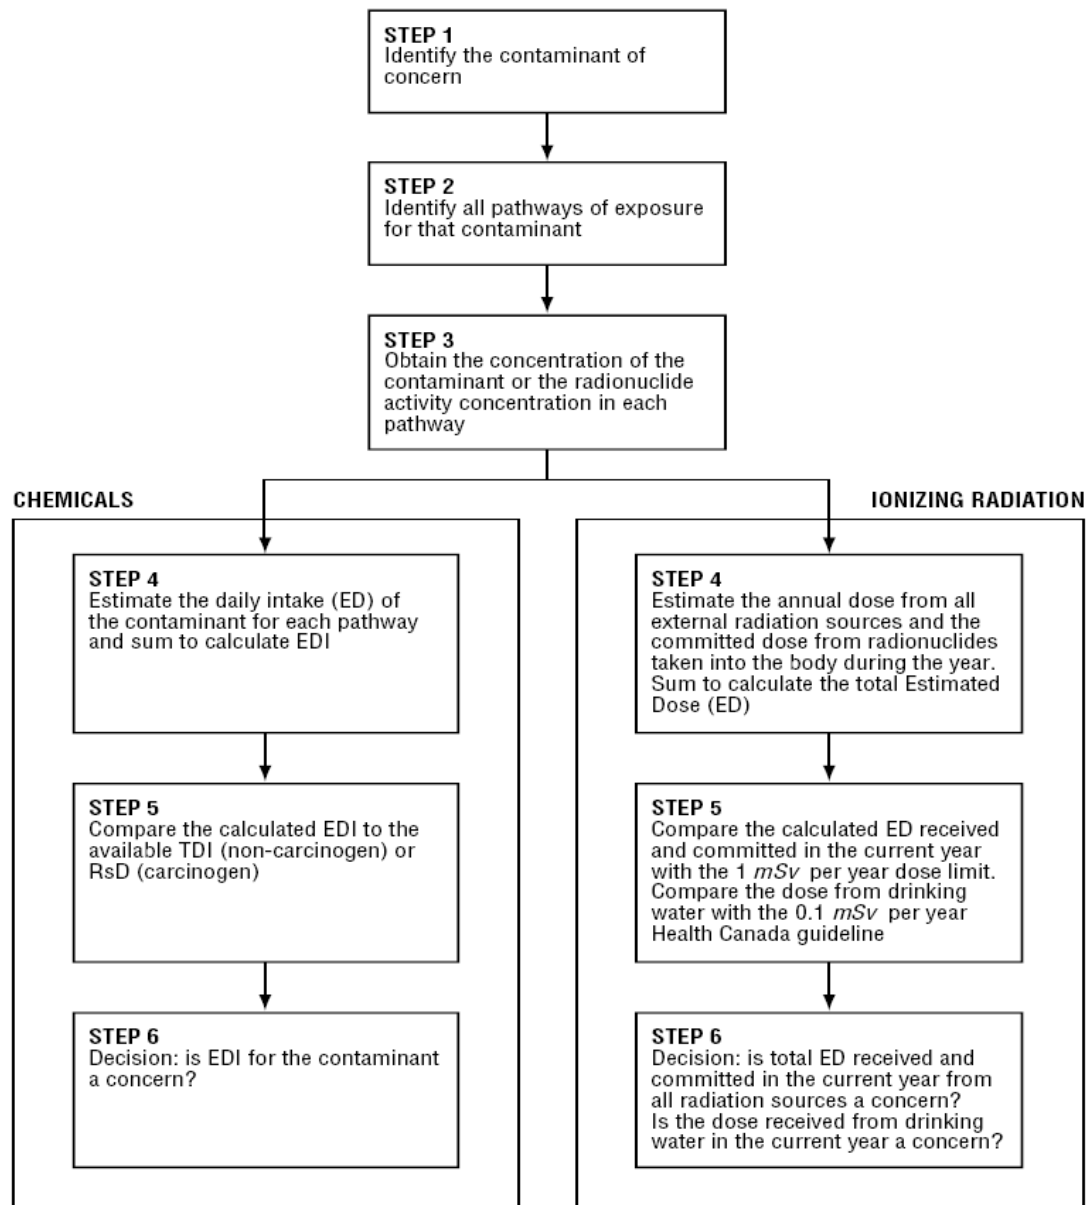 STEP 1
Identify the contaminant of
concern
STEP 2
Identify all pathways of exposure
for that contaminant
STEP 3
Obtain the concentration of the
contaminant or the radionuclide
activity concentration in each
pathway
CHEMICALS
STEP 4
Estimate the daily intake (ED) of
the contaminant for each pathway
and sum to calculate EDI
STEP 5
Compare the calculated EDI to the
available TDI (non-carcinogen) or
RsD (carcinogen)
STEP 6
Decision: is EDI for the contaminant
a concern?
IONIZING RADIATION
STEP 4
Estimate the annual dose from all
external radiation sources and the
committed dose from radionuclides
taken into the body during the year.
Sum to calculate the total Estimated
Dose (ED)
STEP 5
Compare the calculated ED received
and committed in the current year
with the 1 mSv per year dose limit.
Compare the dose from drinking
water with the 0.1 mSv per year
Health Canada guideline
STEP 6
Decision: is total ED received and
committed in the current year from
all radiation sources a concern?
Is the dose received from drinking
water in the current year a concern?